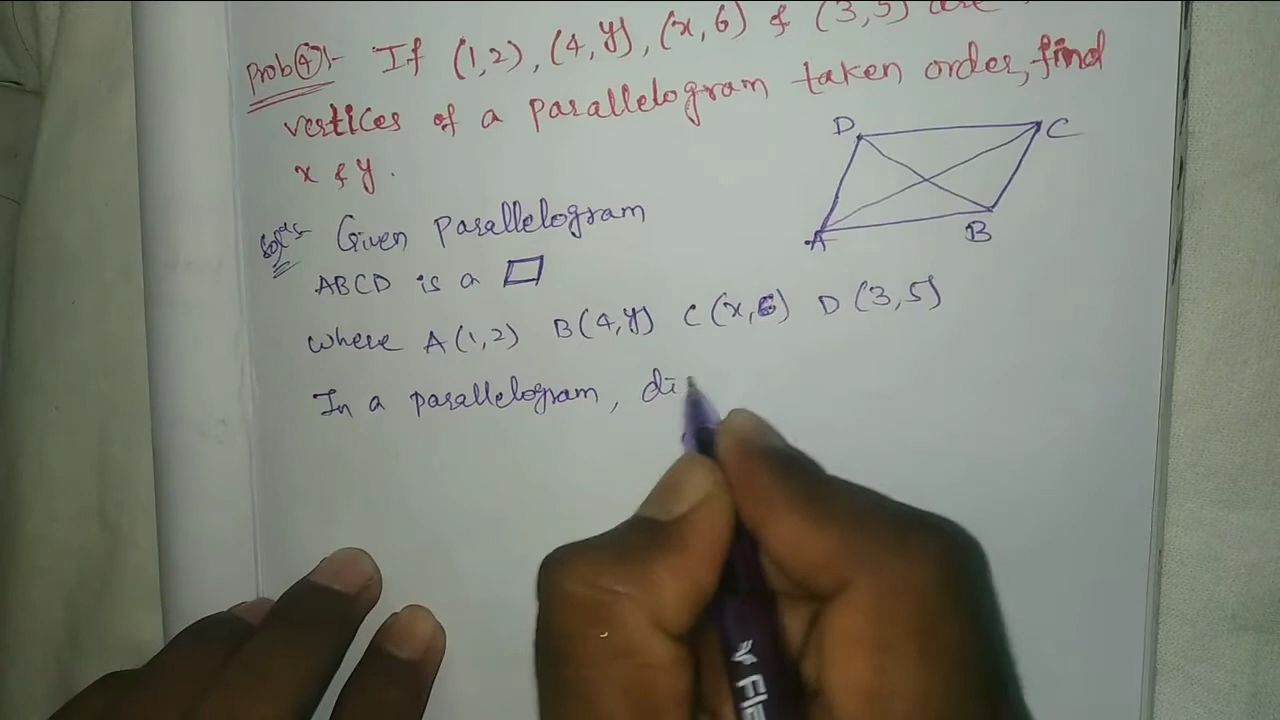 Prob④:- If (1,2), (4,y), (x,6) & (3,5) are
vertices of a parallelogram taken order, find
x & y.
D C
Sol:- Given parallelogram
A B
ABCD is a ▱
where A(1,2) B(4,y) C(x,6) D(3,5)
In a parallelogram, di
Fle